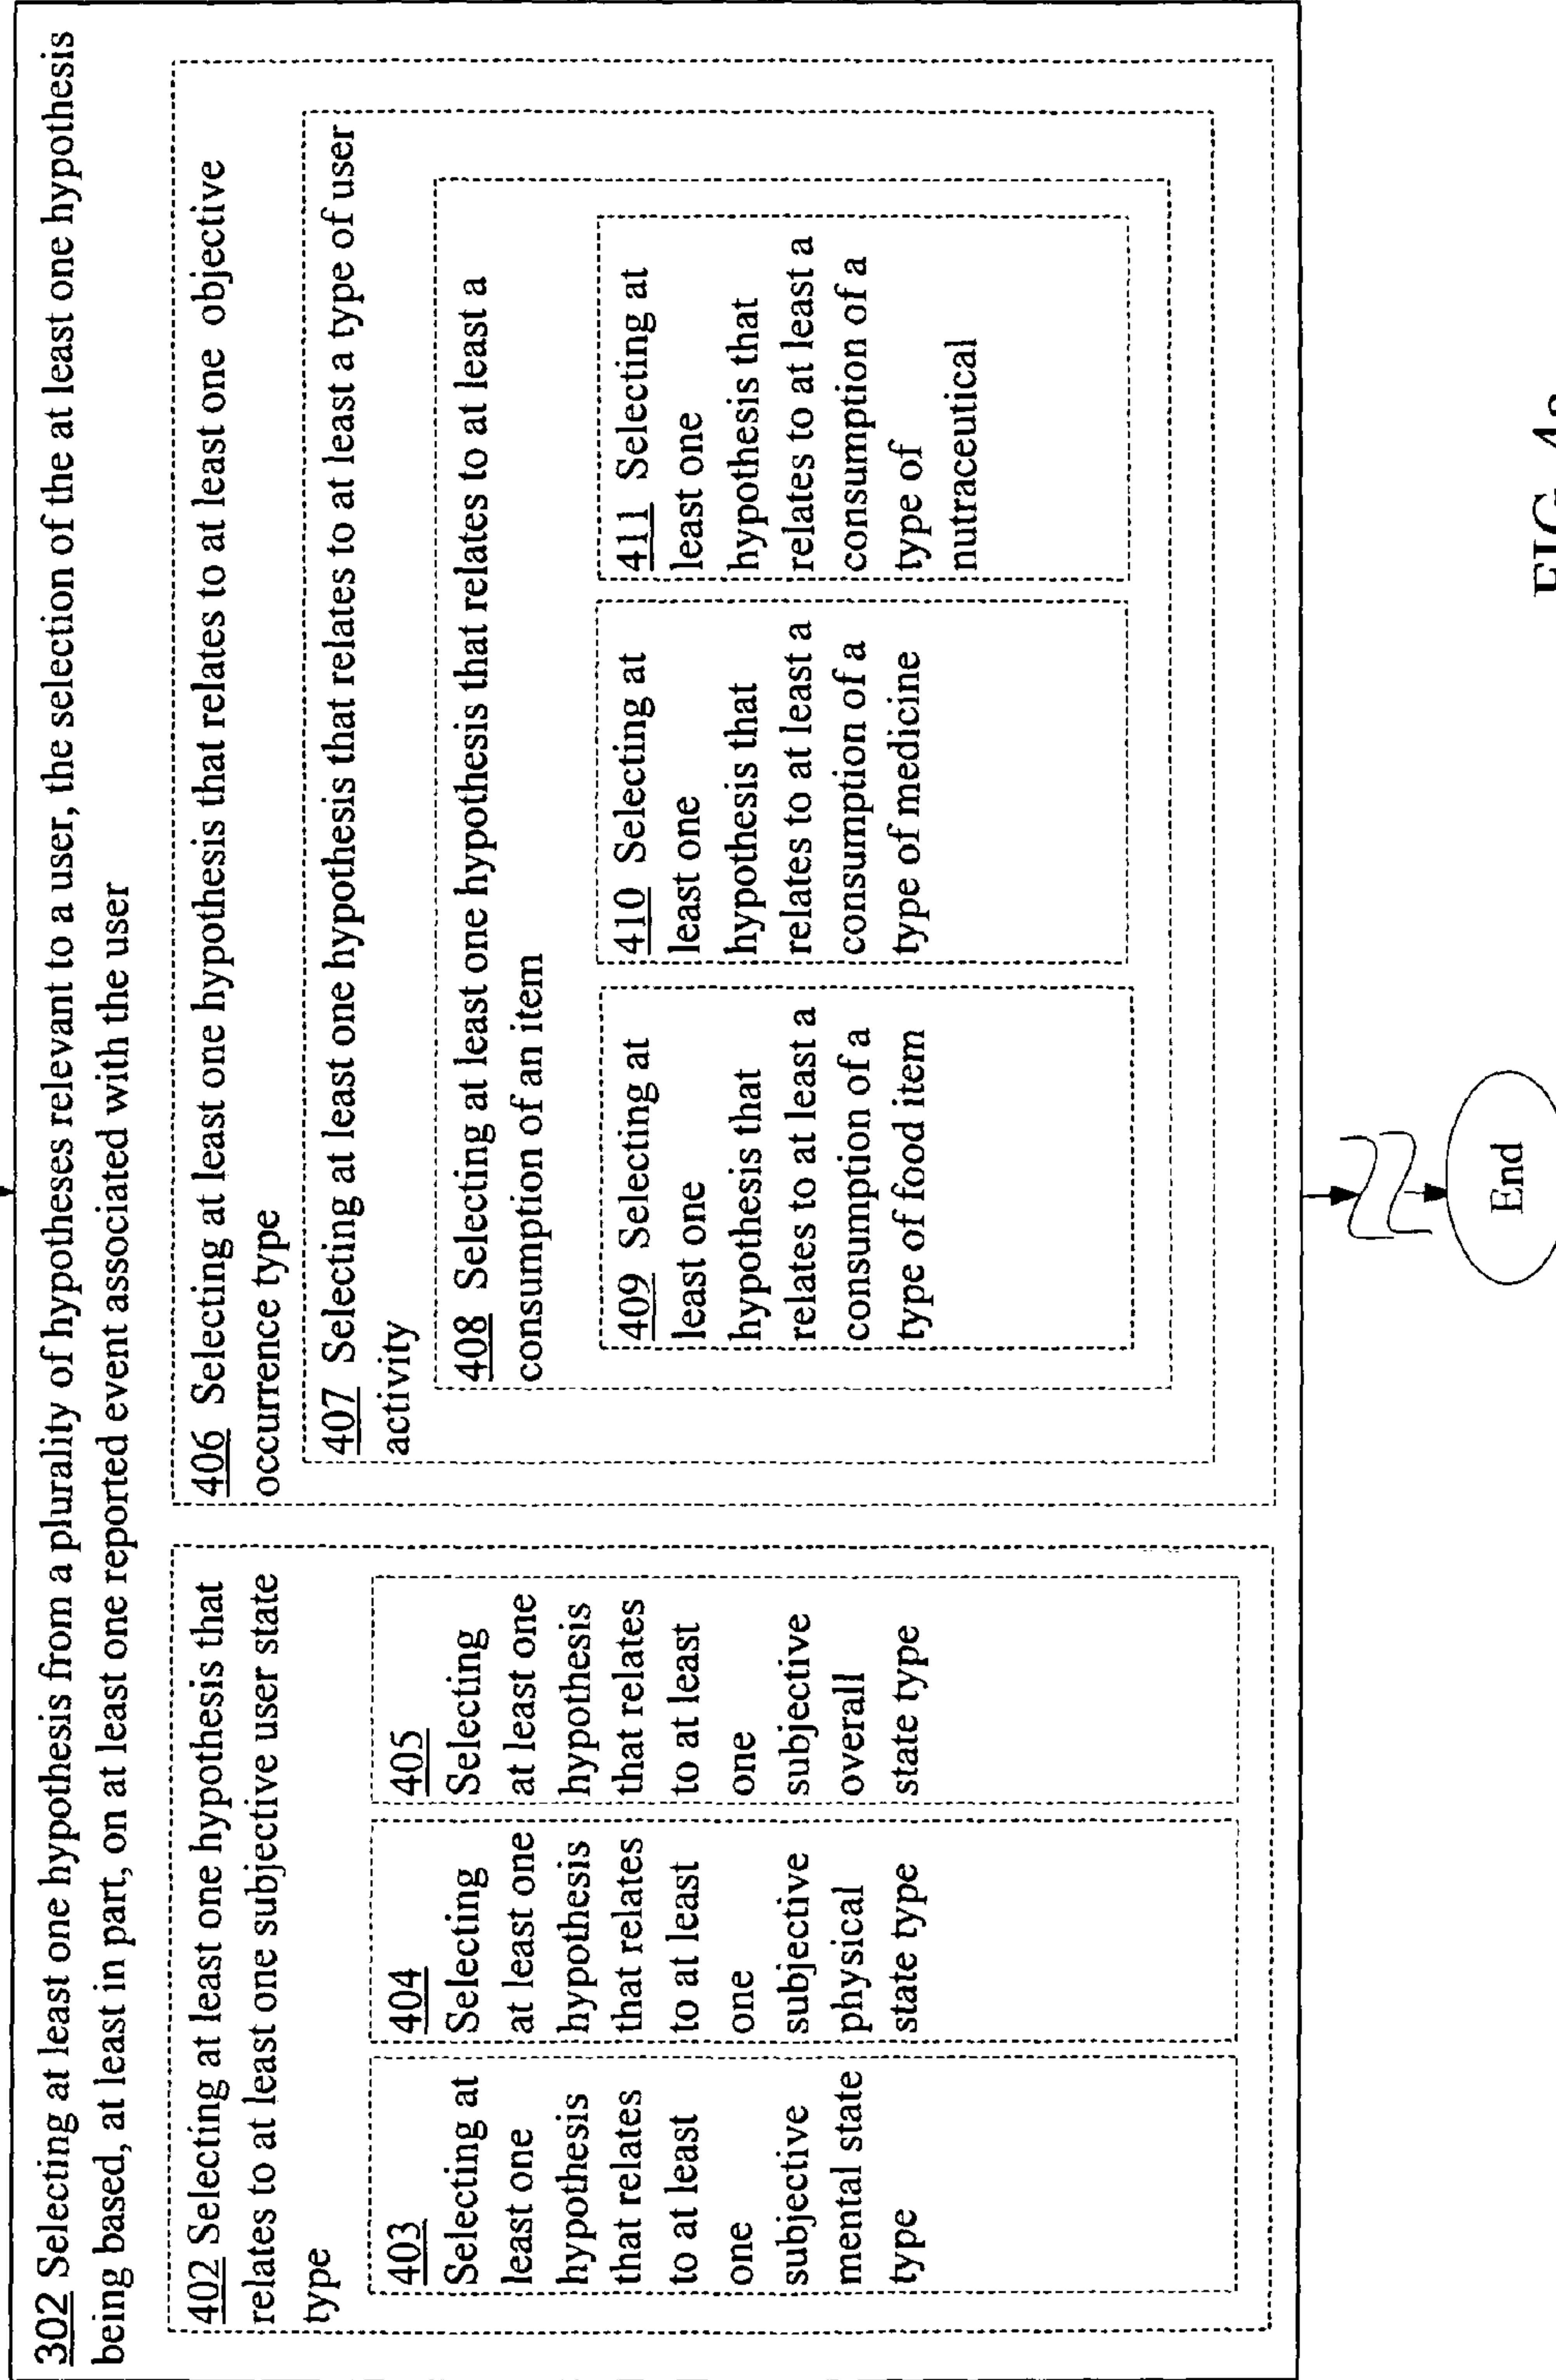 302 Selecting at least one hypothesis from a plurality of hypotheses relevant to a user, the selection of the at least one hypothesis
being based, at least in part, on at least one reported event associated with the user
402 Selecting at least one hypothesis that
relates to at least one subjective user state
type
403
Selecting at
least one
hypothesis
that relates
to at least
one
subjective
mental state
type
404
Selecting
at least one
hypothesis
that relates
to at least
one
subjective
physical
state type
405
Selecting
at least one
hypothesis
that relates
to at least
one
subjective
overall
state type
406 Selecting at least one hypothesis that relates to at least one objective
occurrence type
407 Selecting at least one hypothesis that relates to at least a type of user
activity
408 Selecting at least one hypothesis that relates to at least a
consumption of an item
409 Selecting at
least one
hypothesis that
relates to at least a
consumption of a
type of food item
410 Selecting at
least one
hypothesis that
relates to at least a
consumption of a
type of medicine
411 Selecting at
least one
hypothesis that
relates to at least a
consumption of a
type of
nutraceutical
End